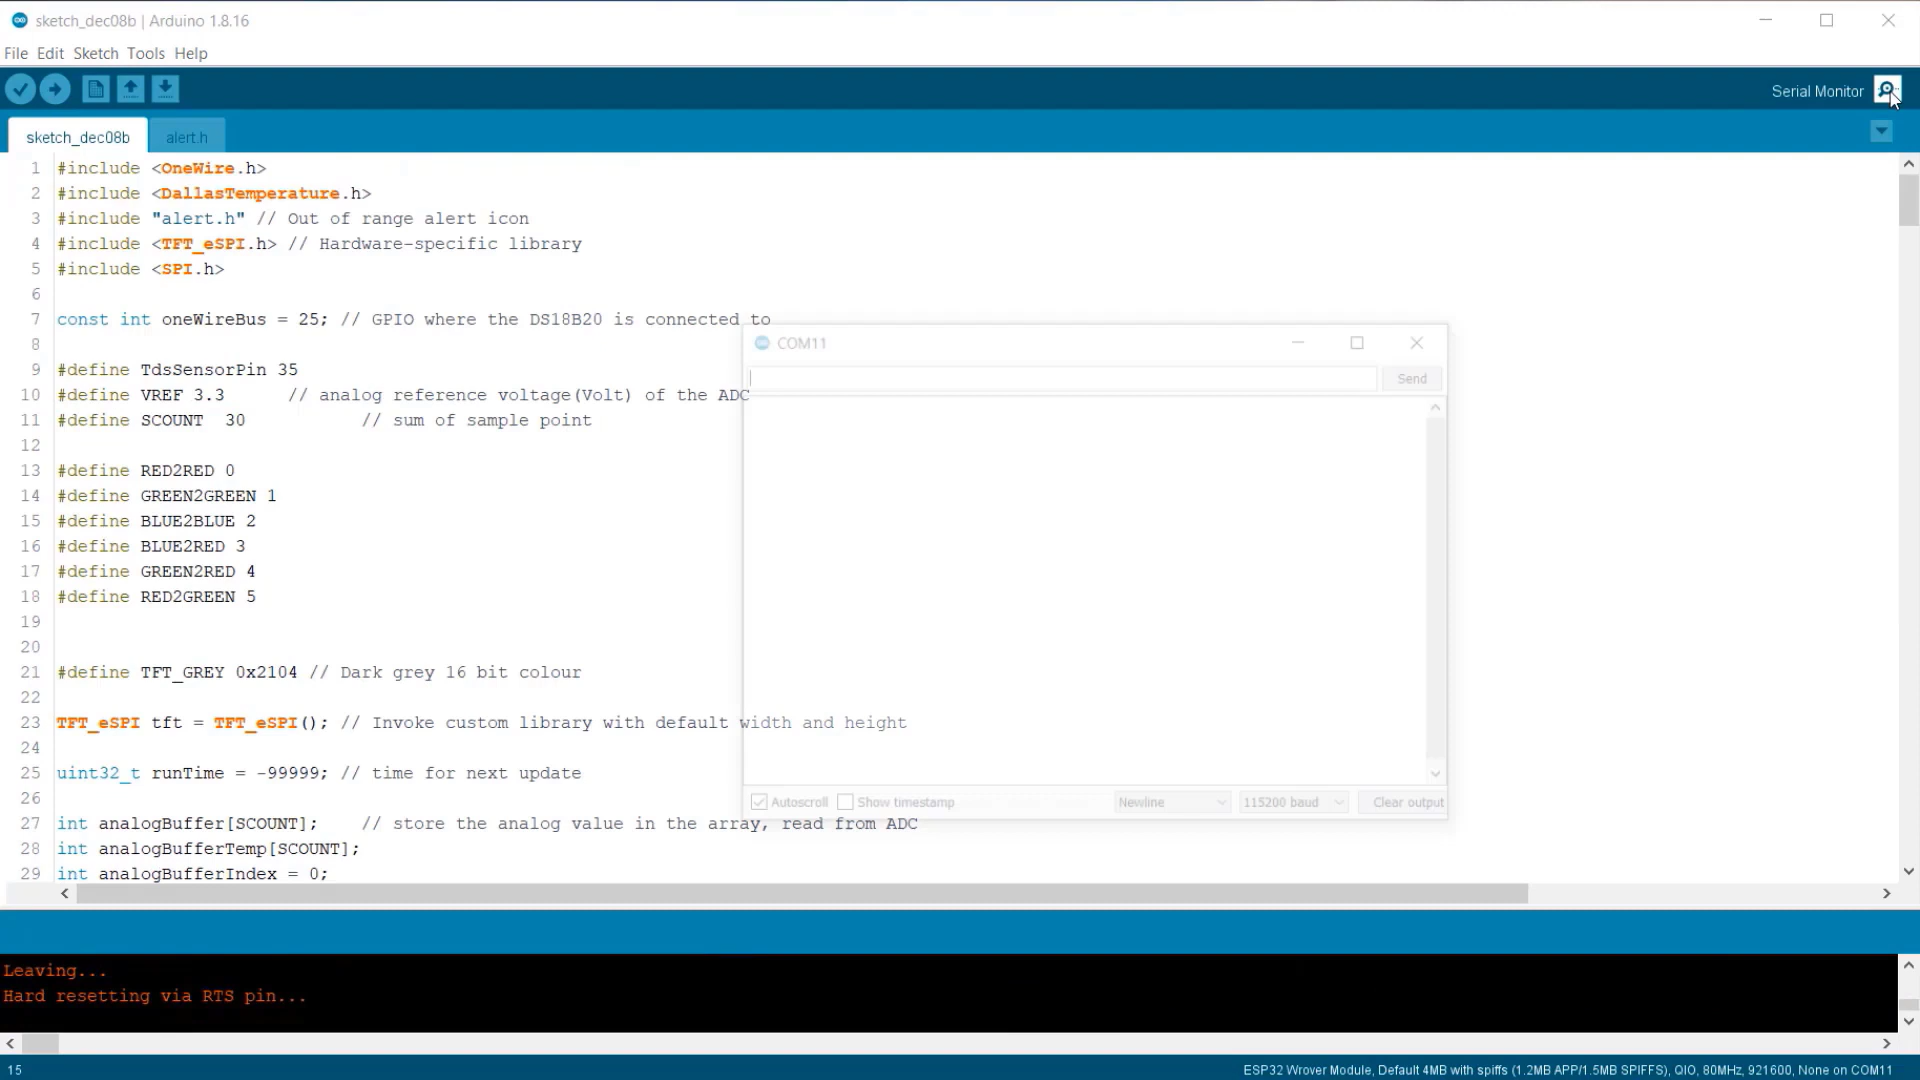 sketch_dec08b | Arduino 1.8.16
File Edit Sketch Tools Help
Serial Monitor
sketch_dec08b alert.h
1 #include <OneWire.h>
2 #include <DallasTemperature.h>
3 #include "alert.h" // Out of range alert icon
4 #include <TFT_eSPI.h> // Hardware-specific library
5 #include <SPI.h>
6
7 const int oneWireBus = 25; // GPIO where the DS18B20 is connected to
8
9 #define TdsSensorPin 35
10 #define VREF 3.3 // analog reference voltage(Volt) of the ADC
11 #define SCOUNT 30 // sum of sample point
12
13 #define RED2RED 0
14 #define GREEN2GREEN 1
15 #define BLUE2BLUE 2
16 #define BLUE2RED 3
17 #define GREEN2RED 4
18 #define RED2GREEN 5
19
20
21 #define TFT_GREY 0x2104 // Dark grey 16 bit colour
22
23 TFT_eSPI tft = TFT_eSPI(); // Invoke custom library with default width and height
24
25 uint32_t runTime = -99999; // time for next update
26
27 int analogBuffer[SCOUNT]; // store the analog value in the array, read from ADC
28 int analogBufferTemp[SCOUNT];
29 int analogBufferIndex = 0;
COM11
Send
Autoscroll Show timestamp Newline 115200 baud Clear output
Leaving...
Hard resetting via RTS pin...
15 ESP32 Wrover Module, Default 4MB with spiffs (1.2MB APP/1.5MB SPIFFS), QIO, 80MHz, 921600, None on COM11